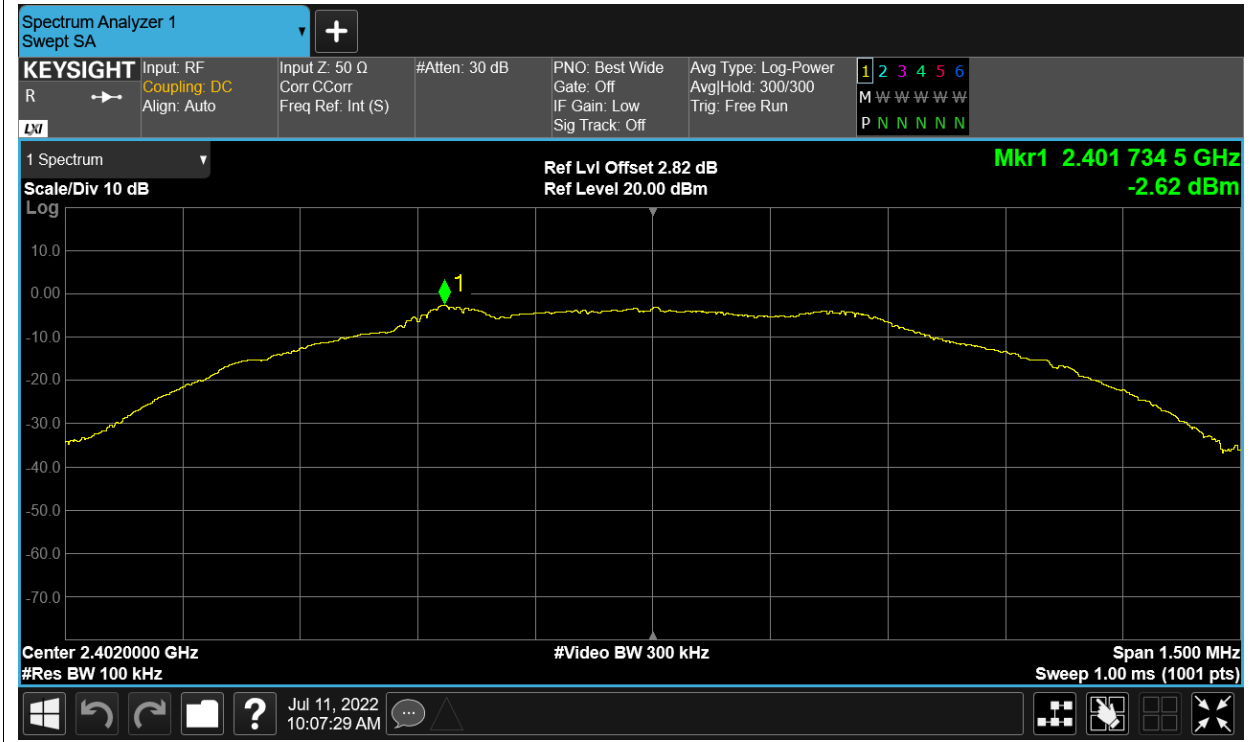 Spectrum Analyzer 1
Swept SA
KEYSIGHT
R
LXI
Input: RF
Coupling: DC
Align: Auto
Input Z: 50 Ω
Corr CCorr
Freq Ref: Int (S)
#Atten: 30 dB
PNO: Best Wide
Gate: Off
IF Gain: Low
Sig Track: Off
Avg Type: Log-Power
Avg|Hold: 300/300
Trig: Free Run
1 2 3 4 5 6
M W W W W W
P N N N N N
1 Spectrum
Scale/Div 10 dB
Log
Ref Lvl Offset 2.82 dB
Ref Level 20.00 dBm
Mkr1 2.401 734 5 GHz
-2.62 dBm
10.0
0.00
-10.0
-20.0
-30.0
-40.0
-50.0
-60.0
-70.0
1
Center 2.4020000 GHz
#Res BW 100 kHz
#Video BW 300 kHz
Span 1.500 MHz
Sweep 1.00 ms (1001 pts)
?
Jul 11, 2022
10:07:29 AM